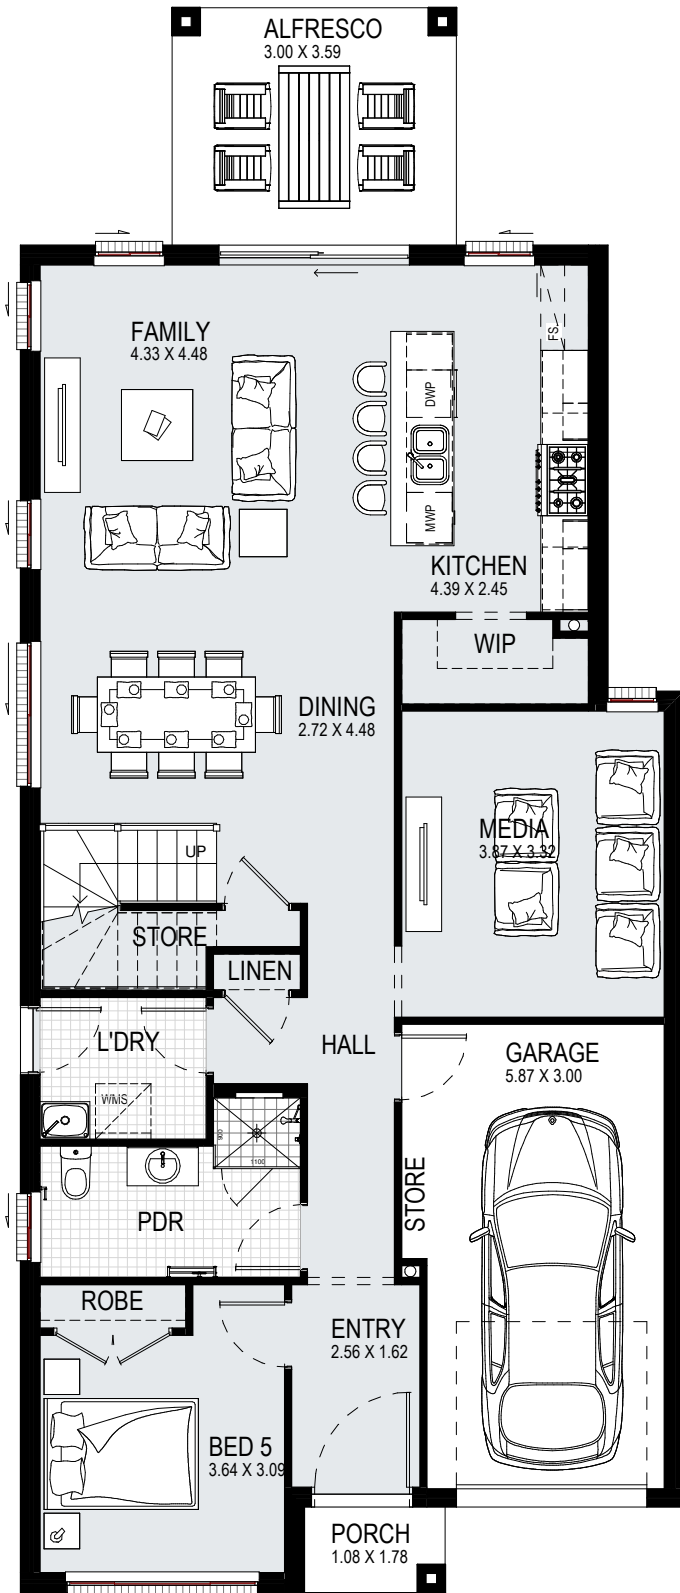 ALFRESCO
3.00 X 3.59
FAMILY
4.33 X 4.48
FS
DWP
MWP
KITCHEN
4.39 X 2.45
WIP
DINING
2.72 X 4.48
MEDIA
3.87 X 3.32
UP
STORE
LINEN
L'DRY
HALL
GARAGE
5.87 X 3.00
WMS
900
1100
STORE
PDR
ROBE
ENTRY
2.56 X 1.62
BED 5
3.64 X 3.09
PORCH
1.08 X 1.78